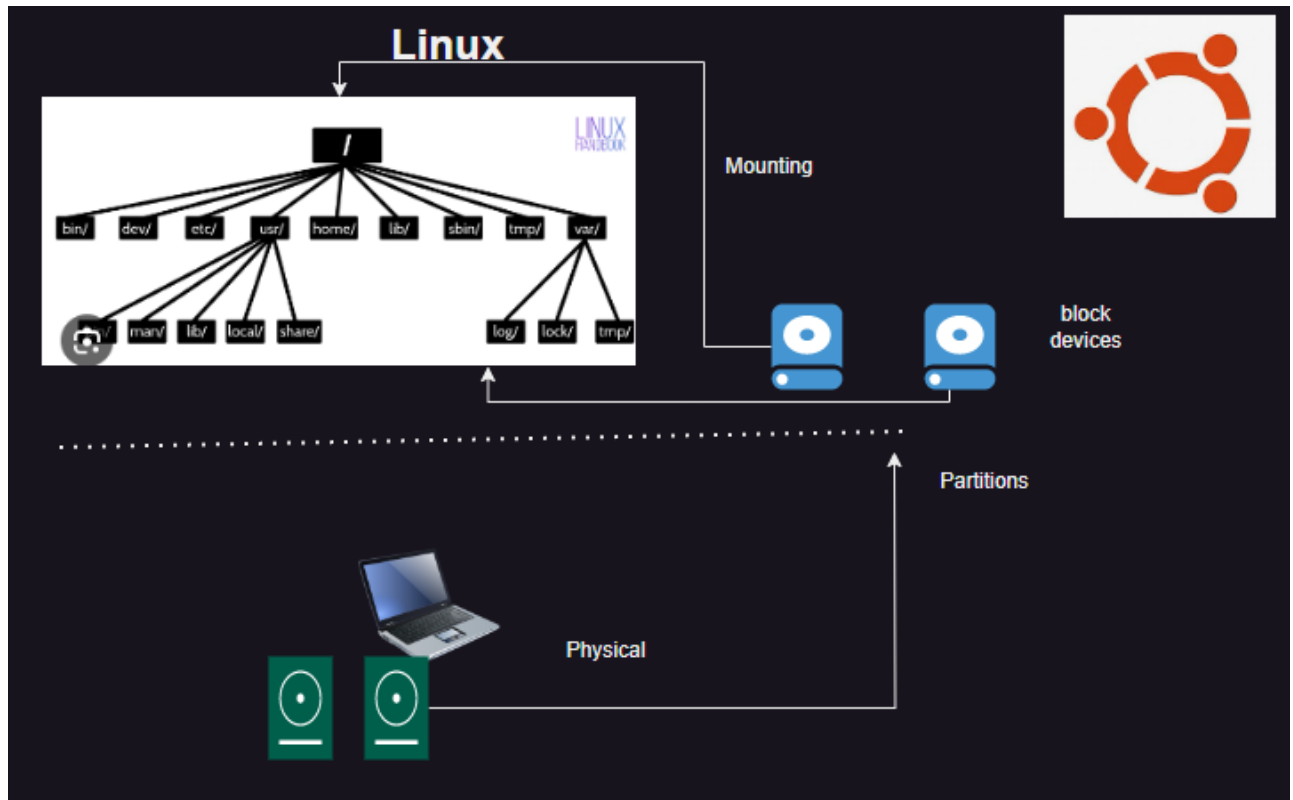 Linux
LINUX
HANDBOOK
/
Mounting
bin/ dev/ etc/ usr/ home/ lib/ sbin/ tmp/ var/
man/ lib/ local/ share/ log/ lock/ tmp/
block
devices
Partitions
Physical